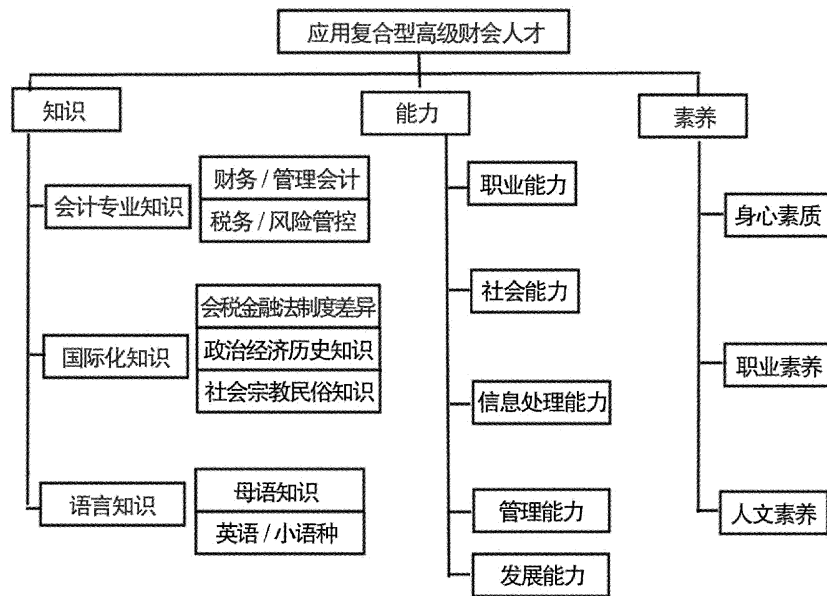 应用复合型高级财会人才
知识
能力
素养
会计专业知识
财务 / 管理会计
税务 / 风险管控
国际化知识
会税金融法制度差异
政治经济历史知识
社会宗教民俗知识
语言知识
母语知识
英语 / 小语种
职业能力
社会能力
信息处理能力
管理能力
发展能力
身心素质
职业素养
人文素养